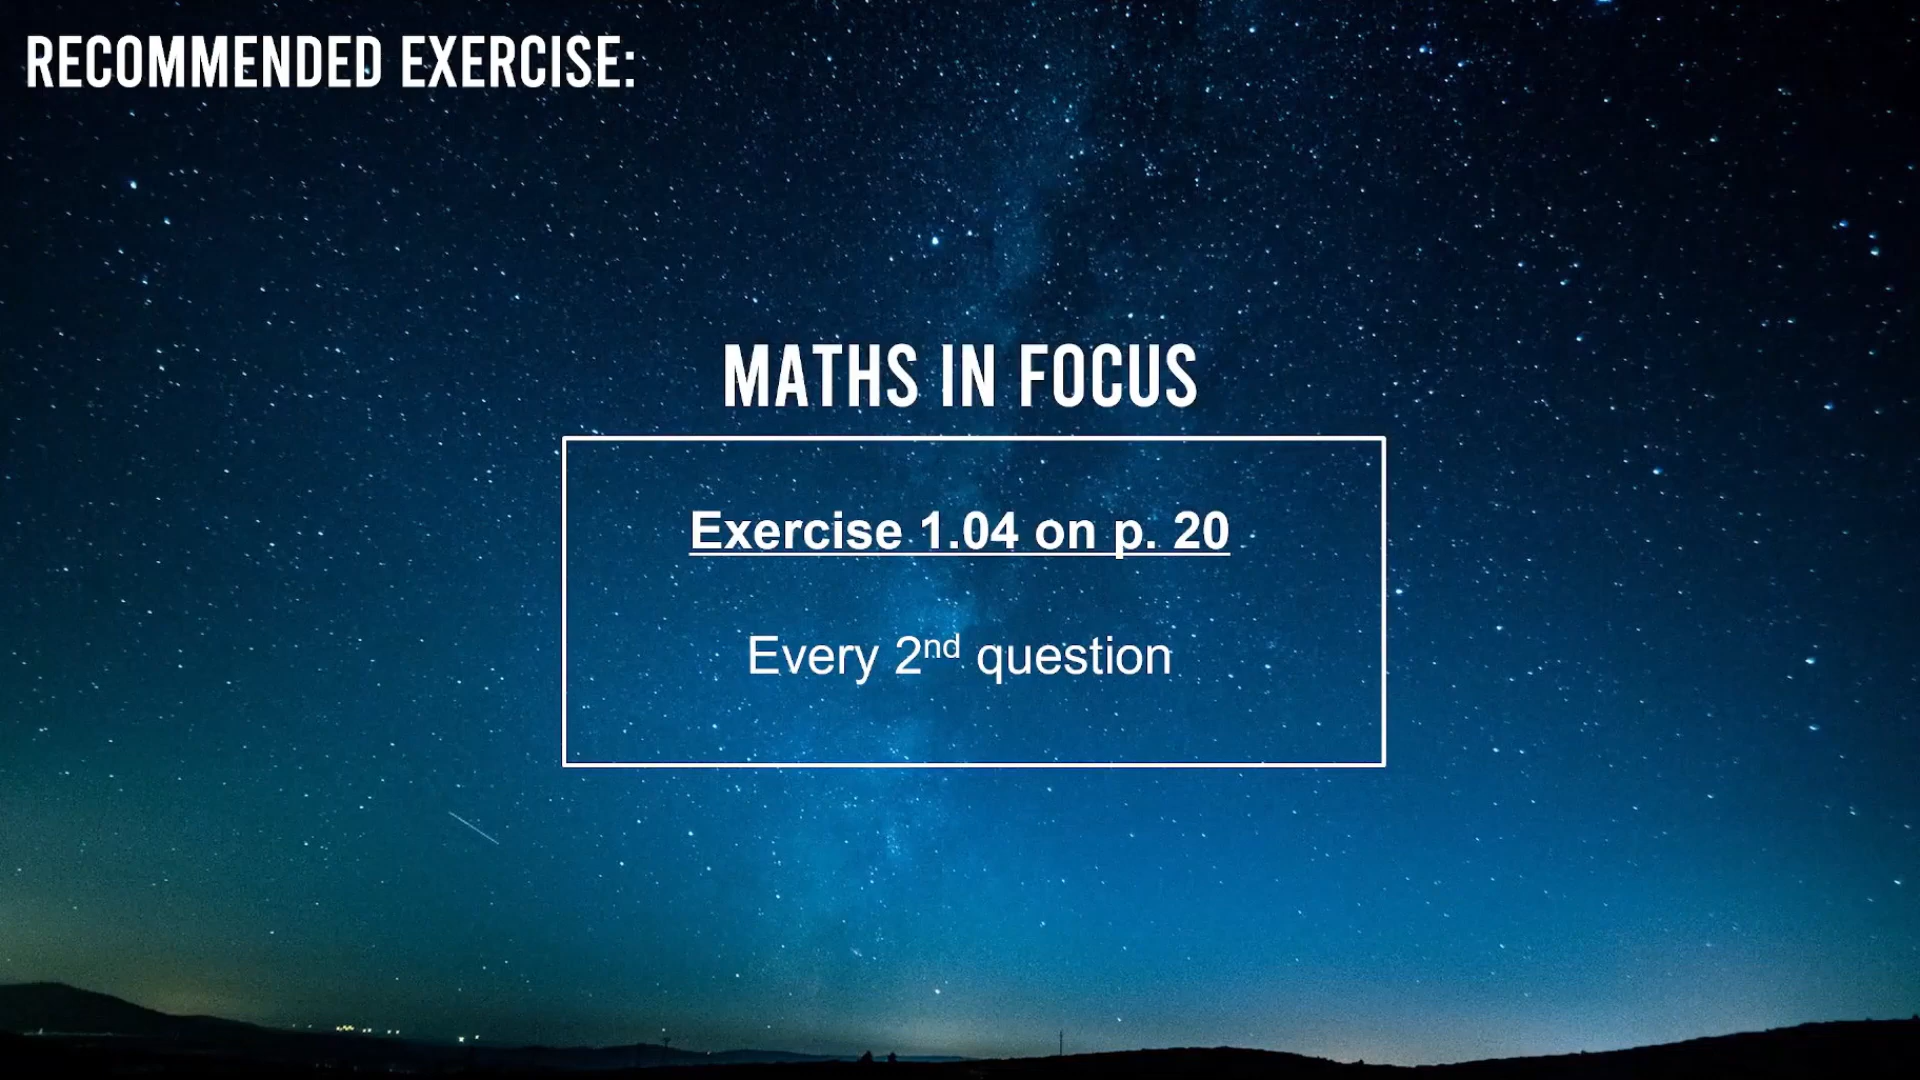 RECOMMENDED EXERCISE:
MATHS IN FOCUS
Exercise 1.04 on p. 20
Every 2nd question